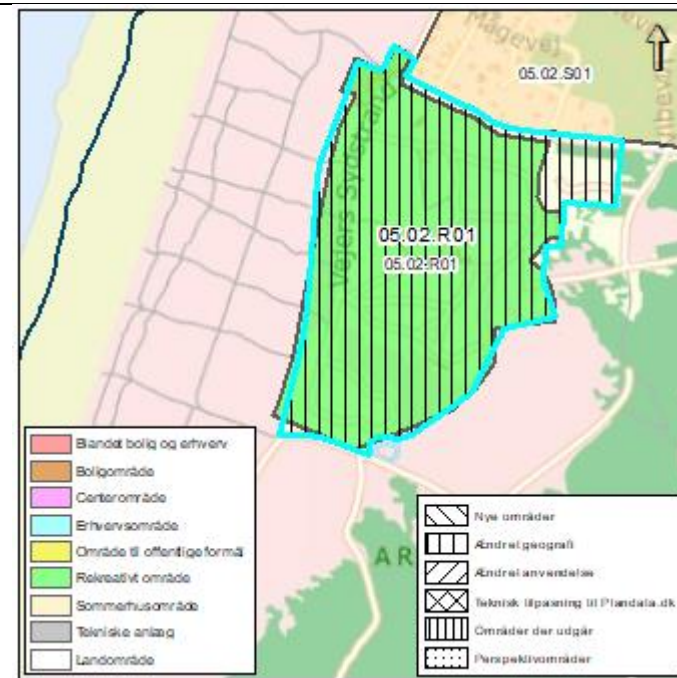 Mågevej
05.02.S01
Vibevej
Vejers Sydstrand
05.02.R01
05.02.R01
AR
Blandet bolig og erhverv
Boligområde
Centerområde
Erhvervsområde
Område til offentlige formål
Rekreativt område
Sommerhusområde
Tekniske anlæg
Landområde
Nye områder
Ændret geografi
Ændret anvendelse
Teknisk tilpasning til Plandata.dk
Områder der udgår
Perspektivområder